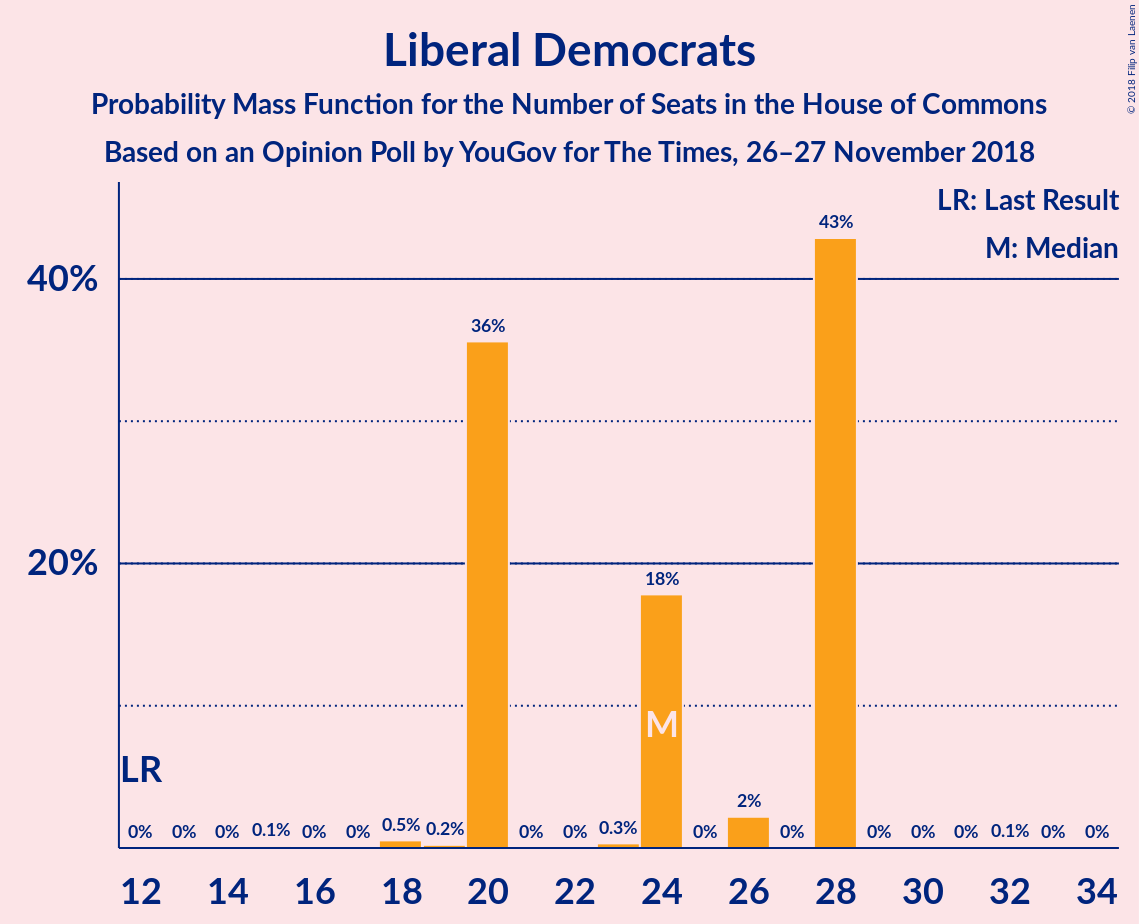 Liberal Democrats
Probability Mass Function for the Number of Seats in the House of Commons
Based on an Opinion Poll by YouGov for The Times, 26–27 November 2018
© 2018 Filip van Laenen
LR: Last Result
M: Median
43%
40%
36%
20%
18%
M
LR
0% 0% 0% 0.1% 0% 0% 0.5% 0.2% 0% 0% 0.3% 0% 2% 0% 0% 0% 0% 0.1% 0% 0%
12 14 16 18 20 22 24 26 28 30 32 34